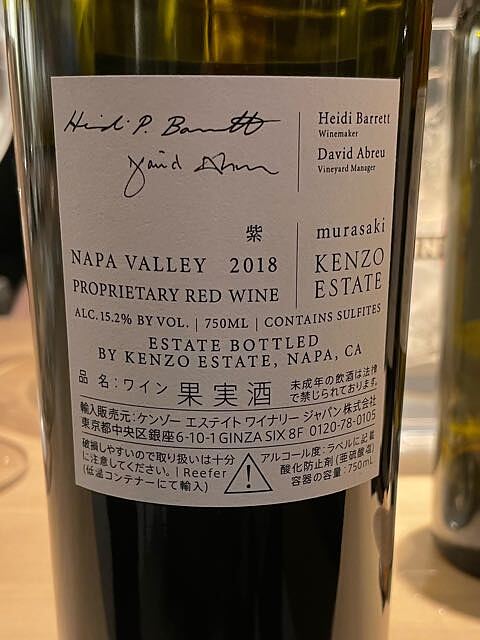 Heidi P. Barrett
David Abreu
Heidi Barrett
Winemaker
David Abreu
Vineyard Manager
紫
murasaki
NAPA VALLEY 2018
KENZO
ESTATE
PROPRIETARY RED WINE
ALC. 15.2% BY VOL. | 750ML | CONTAINS SULFITES
ESTATE BOTTLED
BY KENZO ESTATE, NAPA, CA
品 名：ワイン 果実酒 未成年の飲酒は法律
で禁じられております。
輸入販売元：ケンゾー エステイト ワイナリー ジャパン株式会社
東京都中央区銀座6-10-1 GINZA SIX 8F 0120-78-0105
破損しやすいので取り扱いは十分
に注意してください。| Reefer
(低温コンテナーにて輸入)
!
アルコール度：ラベルに記載
酸化防止剤(亜硫酸塩)
容器の容量：750mL